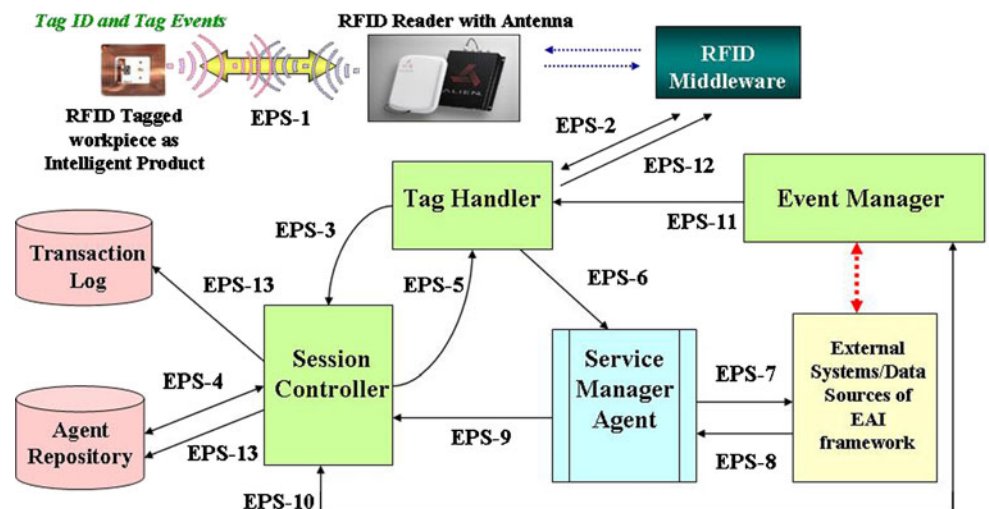 Tag ID and Tag Events
RFID Reader with Antenna
RFID
Middleware
ALIEN
EPS-1
RFID Tagged
workpiece as
Intelligent Product
EPS-2
EPS-12
Tag Handler
Event Manager
EPS-11
EPS-3
Transaction
Log
EPS-13
EPS-5
EPS-6
Session
Controller
Service
Manager
Agent
External
Systems/Data
Sources of
EAI
framework
EPS-7
EPS-4
Agent
Repository
EPS-9
EPS-8
EPS-13
EPS-10